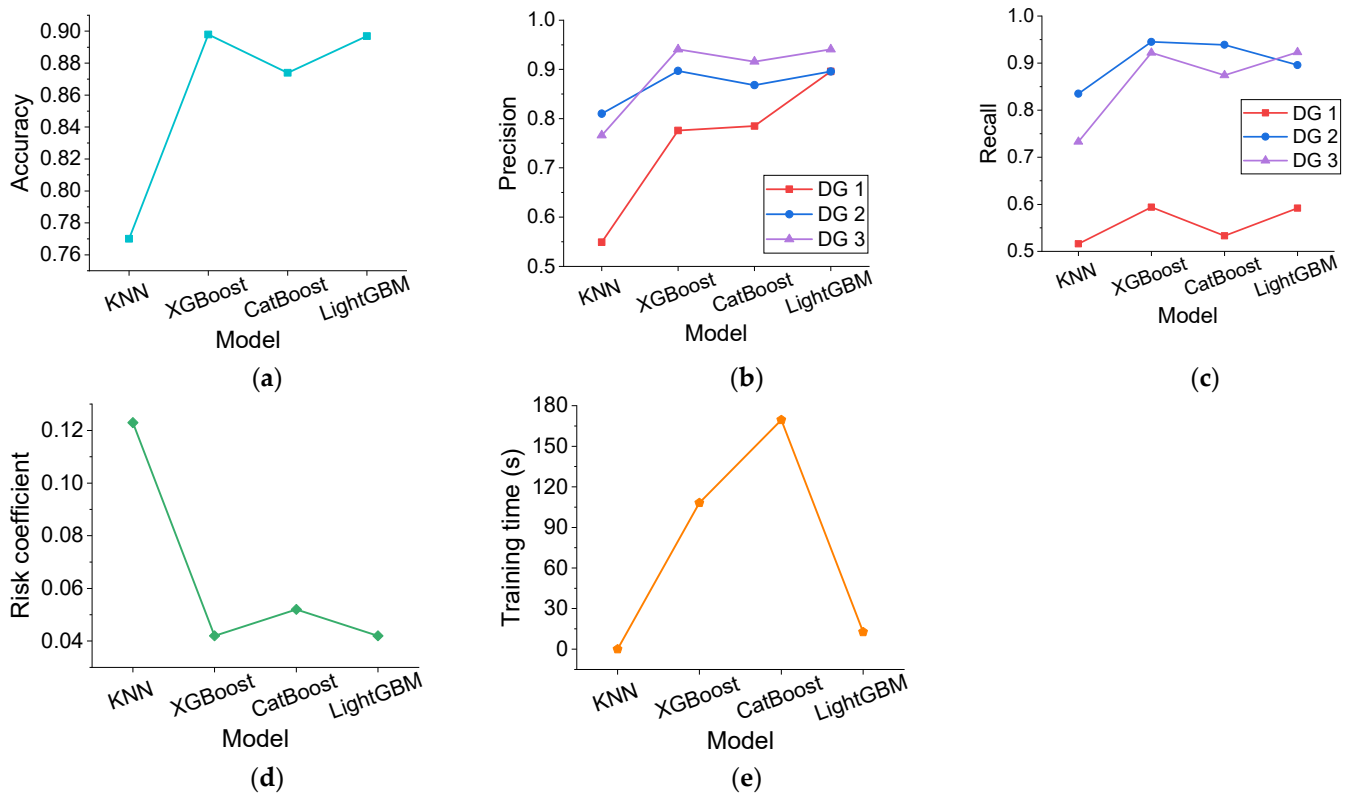 0.90
0.88
0.86
0.84
0.82
0.80
0.78
0.76
Accuracy
KNN
XGBoost
CatBoost
LightGBM
Model
(a)
1.0
0.9
0.8
0.7
0.6
0.5
Precision
DG 1
DG 2
DG 3
KNN
XGBoost
CatBoost
LightGBM
Model
(b)
1.0
0.9
0.8
0.7
0.6
0.5
Recall
DG 1
DG 2
DG 3
KNN
XGBoost
CatBoost
LightGBM
Model
(c)
0.12
0.10
0.08
0.06
0.04
Risk coefficient
KNN
XGBoost
CatBoost
LightGBM
Model
(d)
180
150
120
90
60
30
0
Training time (s)
KNN
XGBoost
CatBoost
LightGBM
Model
(e)